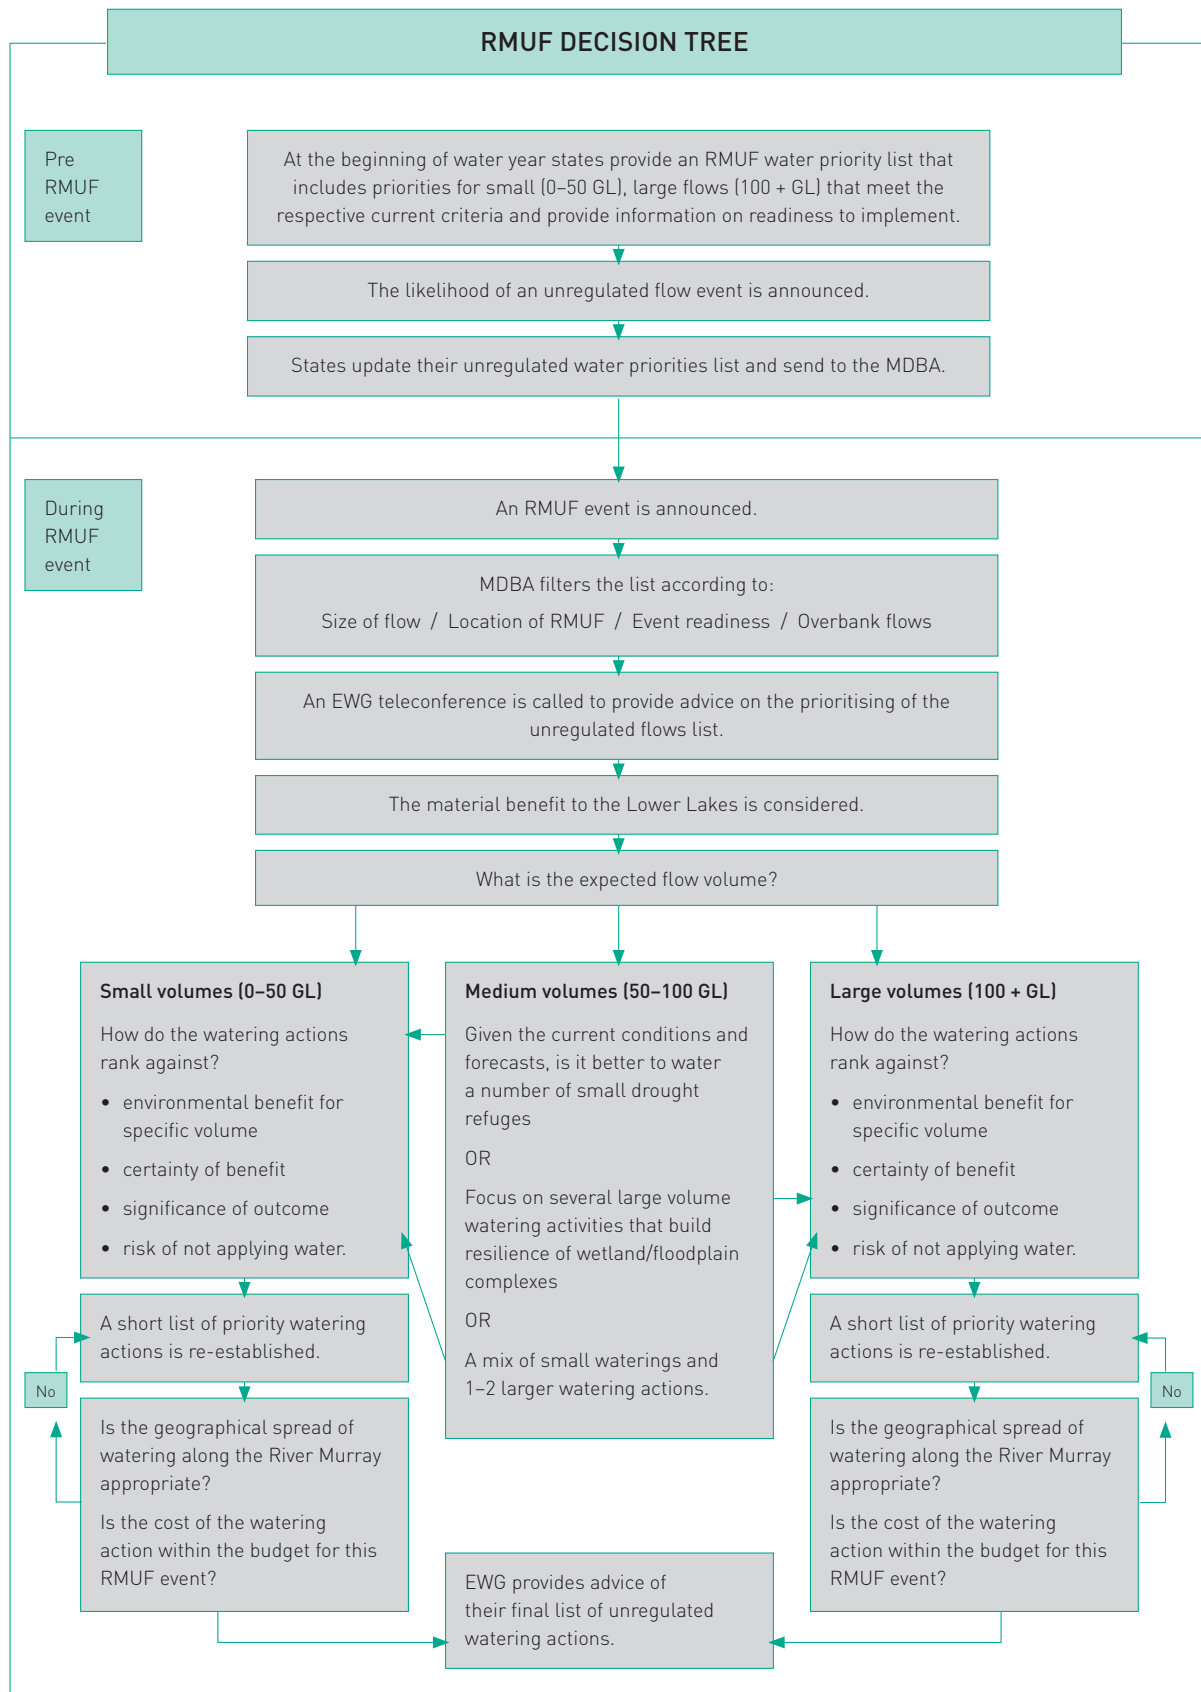 RMUF DECISION TREE
Pre
RMUF
event
At the beginning of water year states provide an RMUF water priority list that
includes priorities for small (0–50 GL), large flows (100 + GL) that meet the
respective current criteria and provide information on readiness to implement.
The likelihood of an unregulated flow event is announced.
States update their unregulated water priorities list and send to the MDBA.
During
RMUF
event
An RMUF event is announced.
MDBA filters the list according to:
Size of flow / Location of RMUF / Event readiness / Overbank flows
An EWG teleconference is called to provide advice on the prioritising of the
unregulated flows list.
The material benefit to the Lower Lakes is considered.
What is the expected flow volume?
Small volumes (0–50 GL)
How do the watering actions
rank against?
• environmental benefit for
specific volume
• certainty of benefit
• significance of outcome
• risk of not applying water.
A short list of priority watering
actions is re-established.
No
Is the geographical spread of
watering along the River Murray
appropriate?
Is the cost of the watering
action within the budget for this
RMUF event?
Medium volumes (50–100 GL)
Given the current conditions and
forecasts, is it better to water
a number of small drought
refuges
OR
Focus on several large volume
watering activities that build
resilience of wetland/floodplain
complexes
OR
A mix of small waterings and
1–2 larger watering actions.
Large volumes (100 + GL)
How do the watering actions
rank against?
• environmental benefit for
specific volume
• certainty of benefit
• significance of outcome
• risk of not applying water.
A short list of priority watering
actions is re-established.
No
Is the geographical spread of
watering along the River Murray
appropriate?
Is the cost of the watering
action within the budget for this
RMUF event?
EWG provides advice of
their final list of unregulated
watering actions.